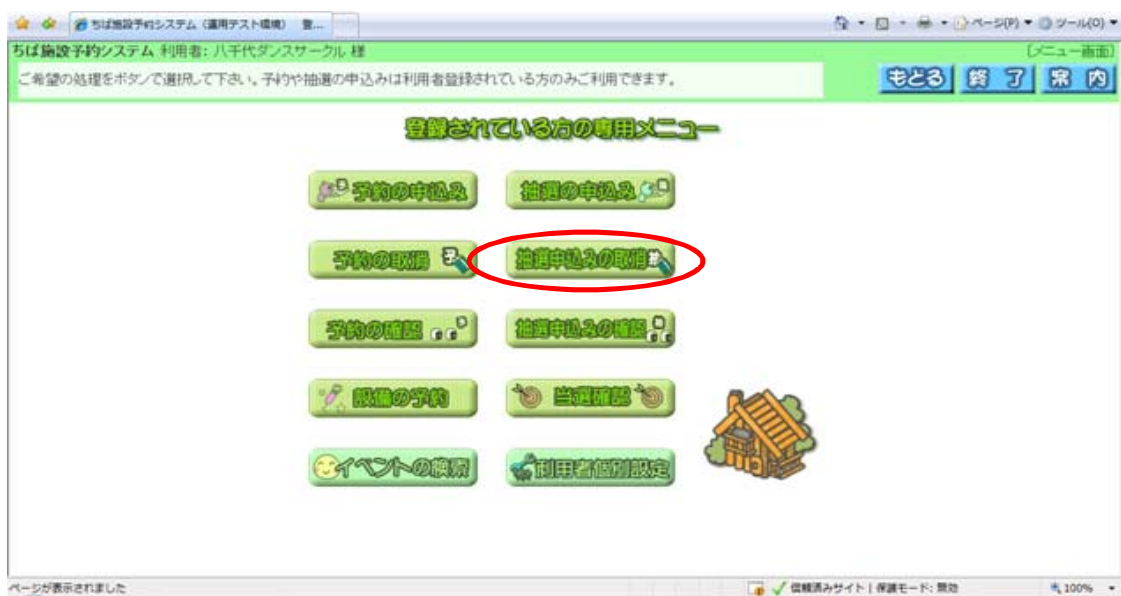 ちば施設予約システム（運用テスト環境） 登...
ページ(P) ツール(O)
ちば施設予約システム 利用者：八千代ダンスサークル 様 [メニュー画面]
ご希望の処理をボタンで選択して下さい。予約や抽選の申込みは利用者登録されている方のみご利用できます。
もどる 終了 案内
登録されている方の専用メニュー
予約の申込み 抽選の申込み
予約の取消 抽選申込みの取消
予約の確認 抽選申込みの確認
設備の予約 当選確認
イベントの検索 利用者個別設定
ページが表示されました 信頼済みサイト | 保護モード: 無効 100%